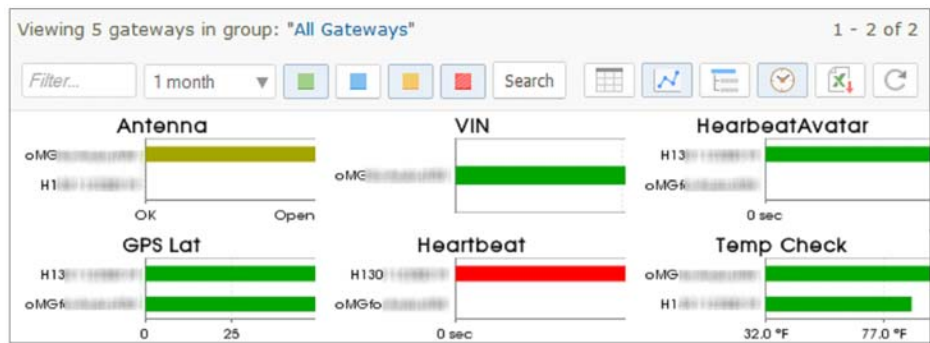 Viewing 5 gateways in group: "All Gateways" 1 - 2 of 2
Filter... 1 month Search
Antenna VIN HearbeatAvatar
oMG H13
oMG
H1 oMGf
OK Open 0 sec
GPS Lat Heartbeat Temp Check
H13 H130 oMG
oMGf oMGfo H1
0 25 0 sec 32.0 °F 77.0 °F